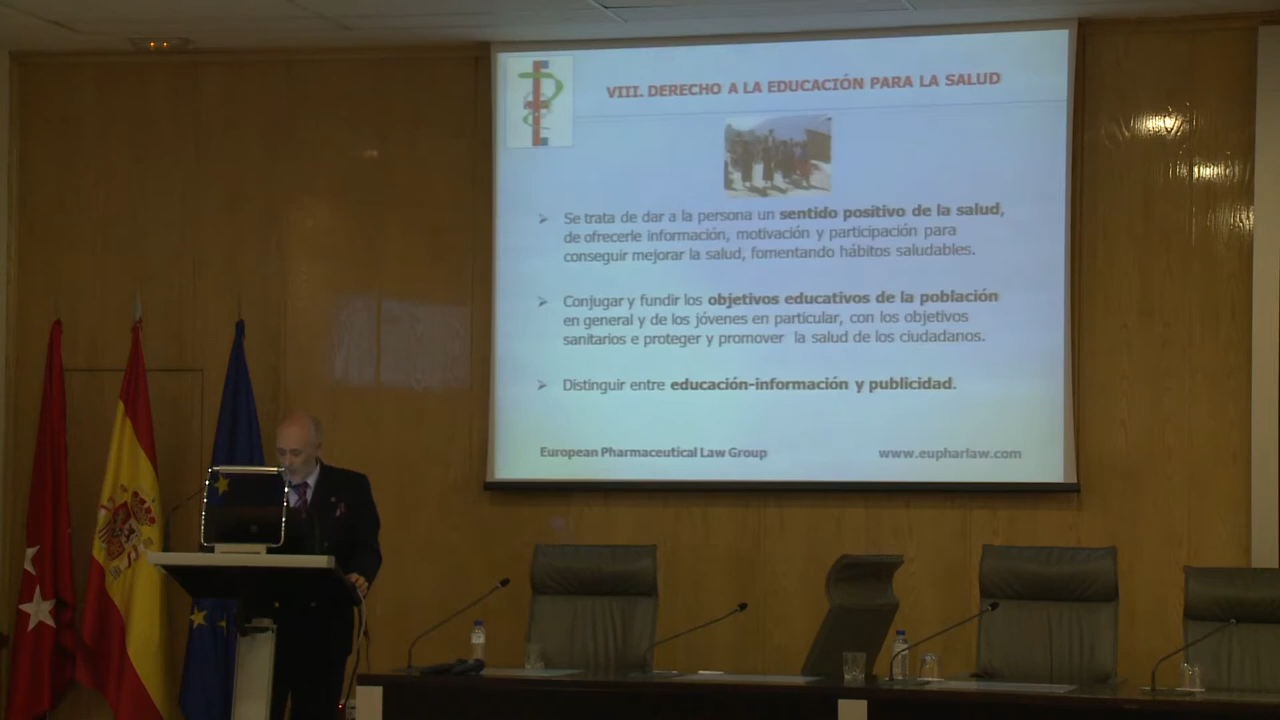 VIII. DERECHO A LA EDUCACIÓN PARA LA SALUD
➢ Se trata de dar a la persona un sentido positivo de la salud,
de ofrecerle información, motivación y participación para
conseguir mejorar la salud, fomentando hábitos saludables.
➢ Conjugar y fundir los objetivos educativos de la población
en general y de los jóvenes en particular, con los objetivos
sanitarios e proteger y promover la salud de los ciudadanos.
➢ Distinguir entre educación-información y publicidad.
European Pharmaceutical Law Group
www.eupharlaw.com